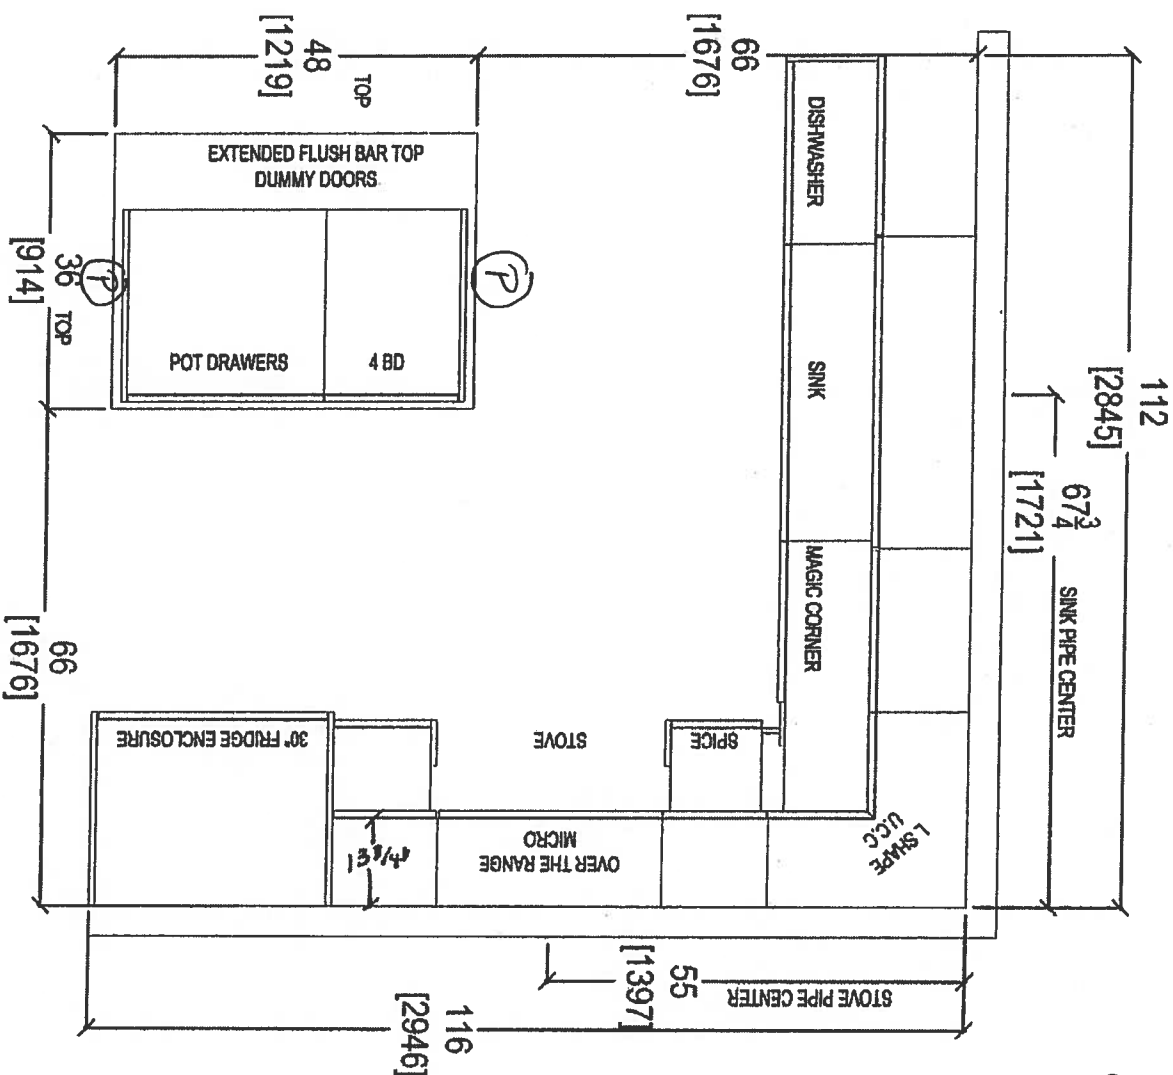 48
[1219]
TOP
66
[1676]
112
[2845]
67 3/4
[1721]
SINK PIPE CENTER
DISHWASHER
SINK
MAGIC CORNER
EXTENDED FLUSH BAR TOP
DUMMY DOORS
P
P
36
[914]
TOP
POT DRAWERS
4 BD
66
[1676]
30" FRIDGE ENCLOSURE
STOVE
SPICE
L SHAPE
U.C.C
OVER THE RANGE
MICRO
13 3/4"
55
[1397]
STOVE PIPE CENTER
116
[2946]